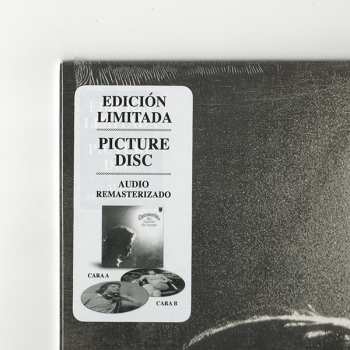 EDICIÓN
LIMITADA
PICTURE
DISC
AUDIO
REMASTERIZADO
CARA A
CARA B